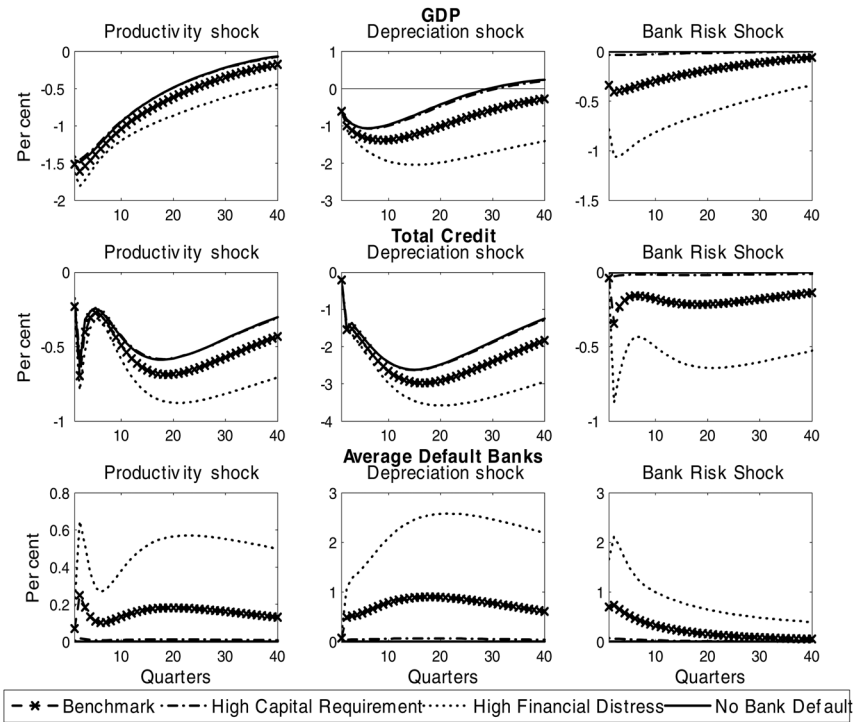 GDP
Productivity shock Depreciation shock Bank Risk Shock
Per cent
0 -0.5 -1 -1.5 -2
1 0 -1 -2 -3
0 -0.5 -1 -1.5
10 20 30 40 10 20 30 40 10 20 30 40
Total Credit
Productivity shock Depreciation shock Bank Risk Shock
Per cent
0 -0.5 -1
0 -1 -2 -3 -4
0 -0.5 -1
10 20 30 40 10 20 30 40 10 20 30 40
Average Default Banks
Productivity shock Depreciation shock Bank Risk Shock
Per cent
0.8 0.6 0.4 0.2 0
3 2 1 0
3 2 1 0
10 20 30 40 10 20 30 40 10 20 30 40
Quarters Quarters Quarters
Benchmark High Capital Requirement High Financial Distress No Bank Default